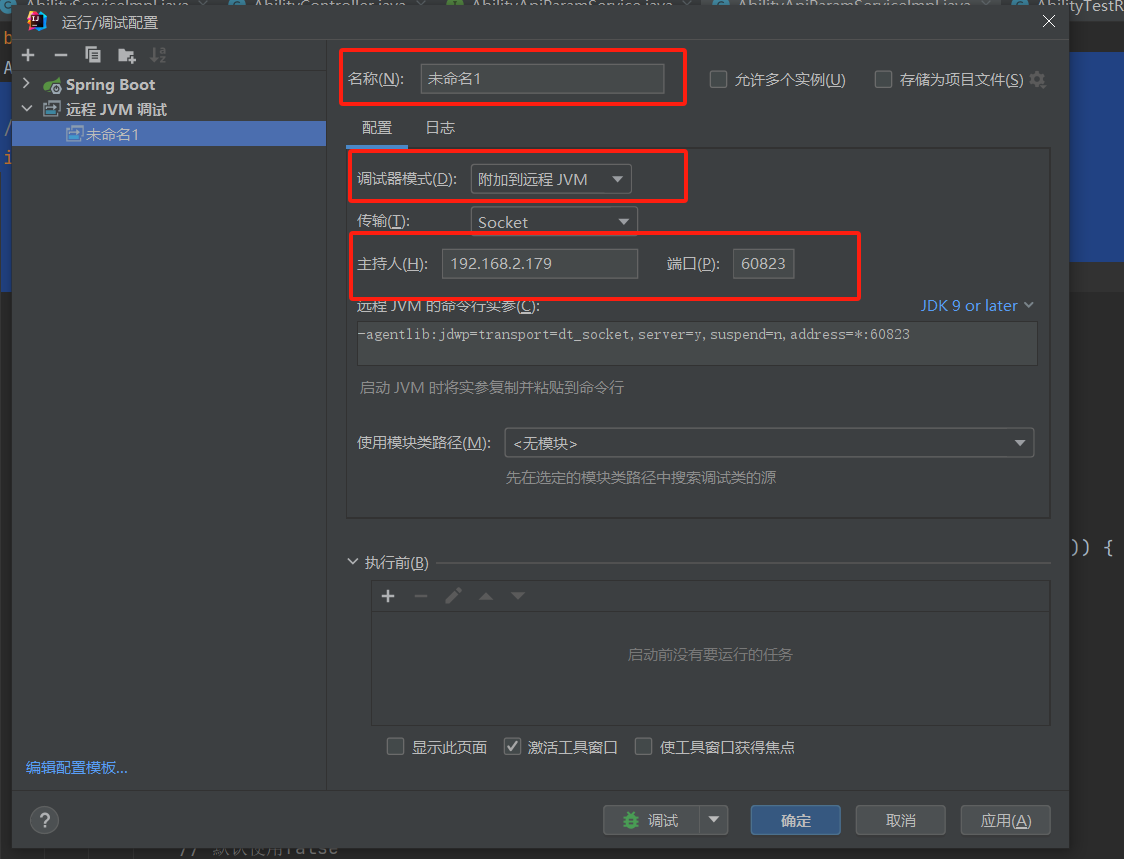 AbilityServiceImpl.java AbilityController.java AbilityApiParamService.java AbilityApiParamServiceImpl.java AbilityTestR
运行/调试配置
Spring Boot
远程 JVM 调试
未命名1
编辑配置模板...
名称(N): 未命名1 允许多个实例(U) 存储为项目文件(S)
配置 日志
调试器模式(D): 附加到远程 JVM
传输(T): Socket
主持人(H): 192.168.2.179 端口(P): 60823
远程 JVM 的命令行实参(C): JDK 9 or later
-agentlib:jdwp=transport=dt_socket,server=y,suspend=n,address=*:60823
启动 JVM 时将实参复制并粘贴到命令行
使用模块类路径(M): <无模块>
先在选定的模块类路径中搜索调试类的源
)) {
执行前(B)
启动前没有要运行的任务
显示此页面 激活工具窗口 使工具窗口获得焦点
? 调试 确定 取消 应用(A)
// 默认使用false